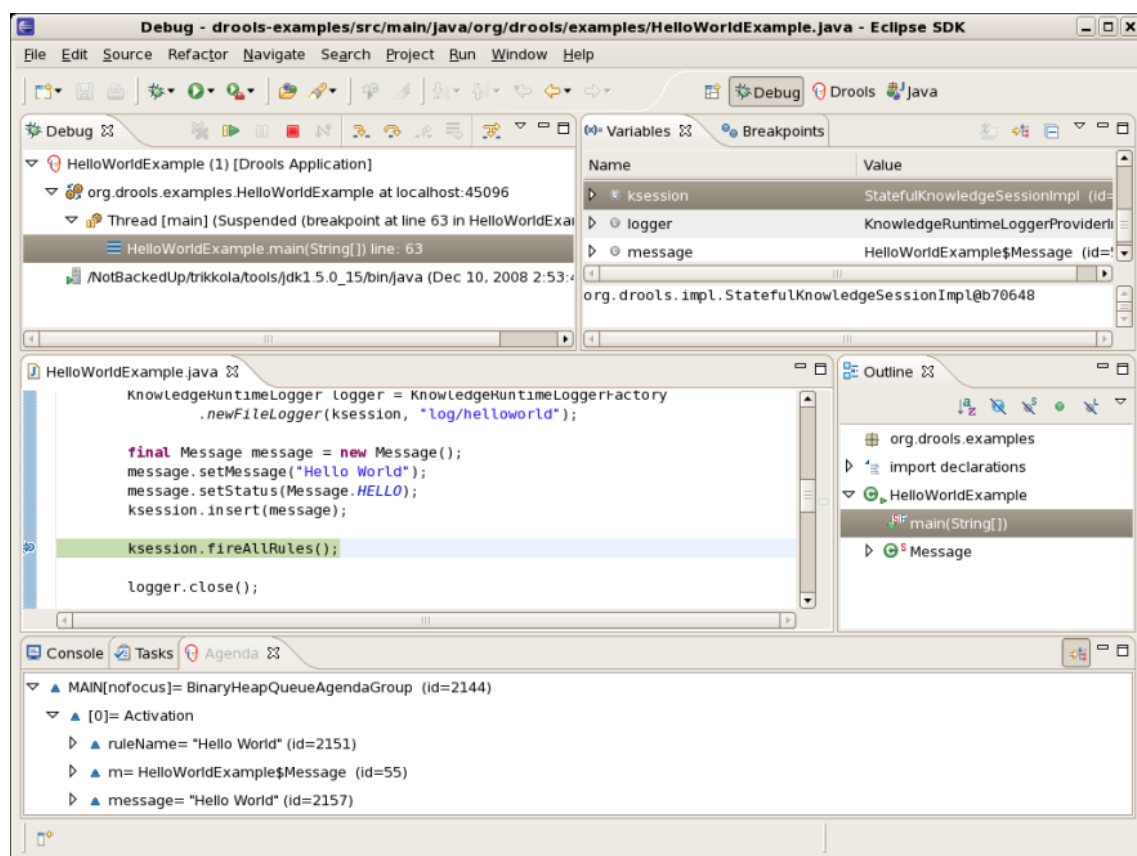 Debug - drools-examples/src/main/java/org/drools/examples/HelloWorldExample.java - Eclipse SDK
File Edit Source Refactor Navigate Search Project Run Window Help
Debug Drools Java
Debug
HelloWorldExample (1) [Drools Application]
org.drools.examples.HelloWorldExample at localhost:45096
Thread [main] (Suspended (breakpoint at line 63 in HelloWorldExa
HelloWorldExample.main(String[]) line: 63
/NotBackedUp/trikkola/tools/jdk1.5.0_15/bin/java (Dec 10, 2008 2:53:4
Variables Breakpoints
Name Value
ksession StatefulKnowledgeSessionImpl (id=
logger KnowledgeRuntimeLoggerProviderI
message HelloWorldExample$Message (id=
org.drools.impl.StatefulKnowledgeSessionImpl@b70648
HelloWorldExample.java
KnowledgeRuntimeLogger logger = KnowledgeRuntimeLoggerFactory
.newFileLogger(ksession, "log/helloworld");
final Message message = new Message();
message.setMessage("Hello World");
message.setStatus(Message.HELLO);
ksession.insert(message);
ksession.fireAllRules();
logger.close();
Outline
org.drools.examples
import declarations
HelloWorldExample
main(String[])
Message
Console Tasks Agenda
MAIN[nofocus]= BinaryHeapQueueAgendaGroup (id=2144)
[0]= Activation
ruleName= "Hello World" (id=2151)
m= HelloWorldExample$Message (id=55)
message= "Hello World" (id=2157)